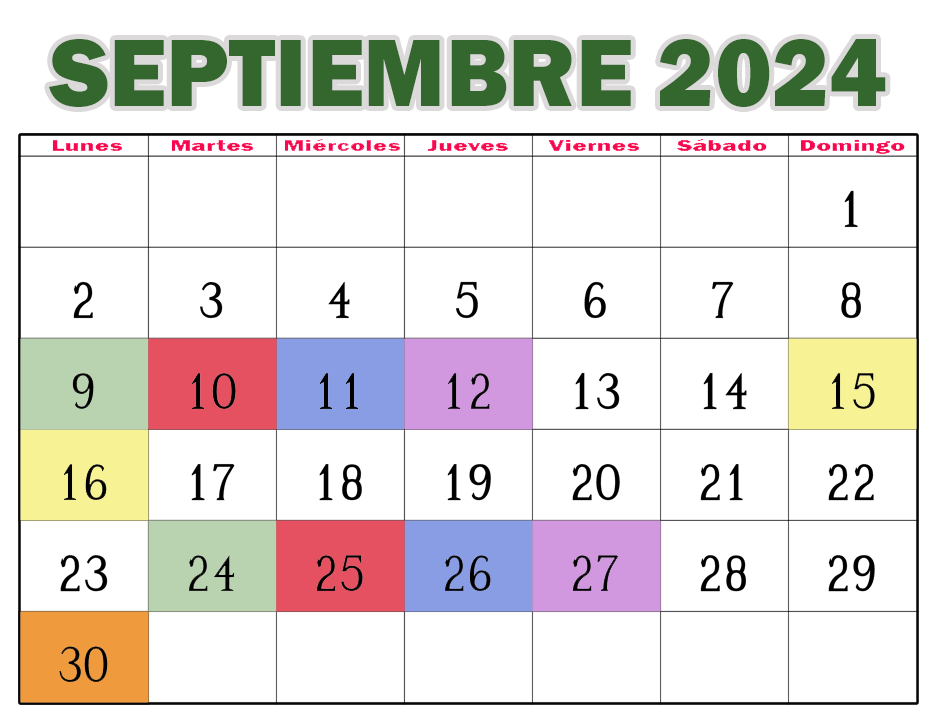 SEPTIEMBRE 2024
Lunes Martes Miércoles Jueves Viernes Sábado Domingo
1
2 3 4 5 6 7 8
9 10 11 12 13 14 15
16 17 18 19 20 21 22
23 24 25 26 27 28 29
30